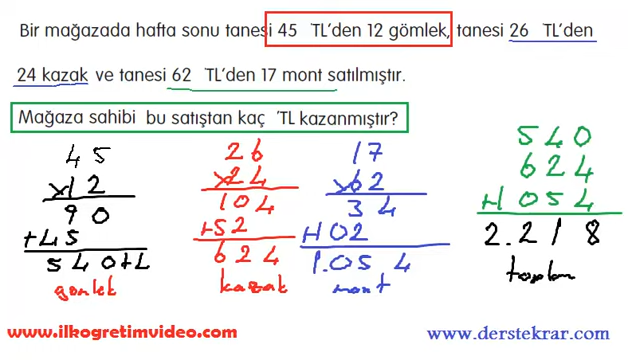 Bir mağazada hafta sonu tanesi 45 TL'den 12 gömlek, tanesi 26 TL'den
24 kazak ve tanesi 62 TL'den 17 mont satılmıştır.
Mağaza sahibi bu satıştan kaç TL kazanmıştır?
45
x12
90
+45
540 TL
gömlek
26
x24
104
+52
624
kazak
17
x62
34
+102
1.054
mont
540
624
+1054
2.218
toplam
www.ilkogretimvideo.com
www.derstekrar.com